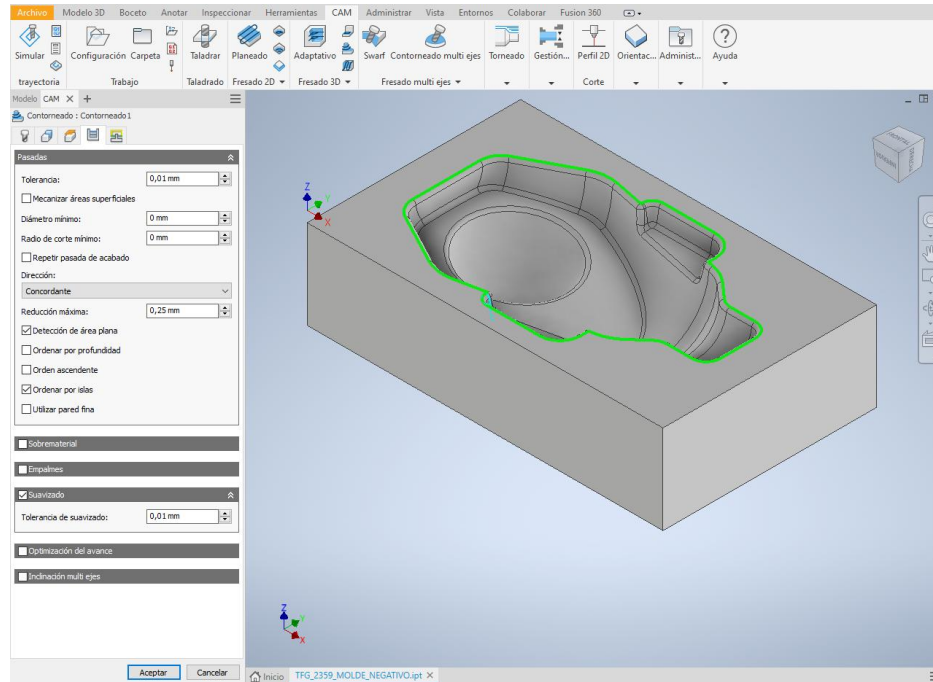 Archivo Modelo 3D Boceto Anotar Inspeccionar Herramientas CAM Administrar Vista Entornos Colaborar Fusion 360
Simular Configuración Carpeta Taladrar Planeado Adaptativo Swarf Contorneado multi ejes Torneado Gestión... Perfil 2D Orientac... Administ... Ayuda
trayectoria Trabajo Taladrado Fresado 2D Fresado 3D Fresado multi ejes Corte
Modelo CAM × +
Contorneado : Contorneado1
Pasadas
Tolerancia: 0,01 mm
Mecanizar áreas superficiales
Diámetro mínimo: 0 mm
Radio de corte mínimo: 0 mm
Repetir pasada de acabado
Dirección:
Concordante
Reducción máxima: 0,25 mm
Detección de área plana
Ordenar por profundidad
Orden ascendente
Ordenar por islas
Utilizar pared fina
Sobrematerial
Empalmes
Suavizado
Tolerancia de suavizado: 0,01 mm
Optimización del avance
Inclinación multi ejes
Aceptar Cancelar
Z
Y
X
Z
Y
X
Inicio TFG_2359_MOLDE_NEGATIVO.ipt ×